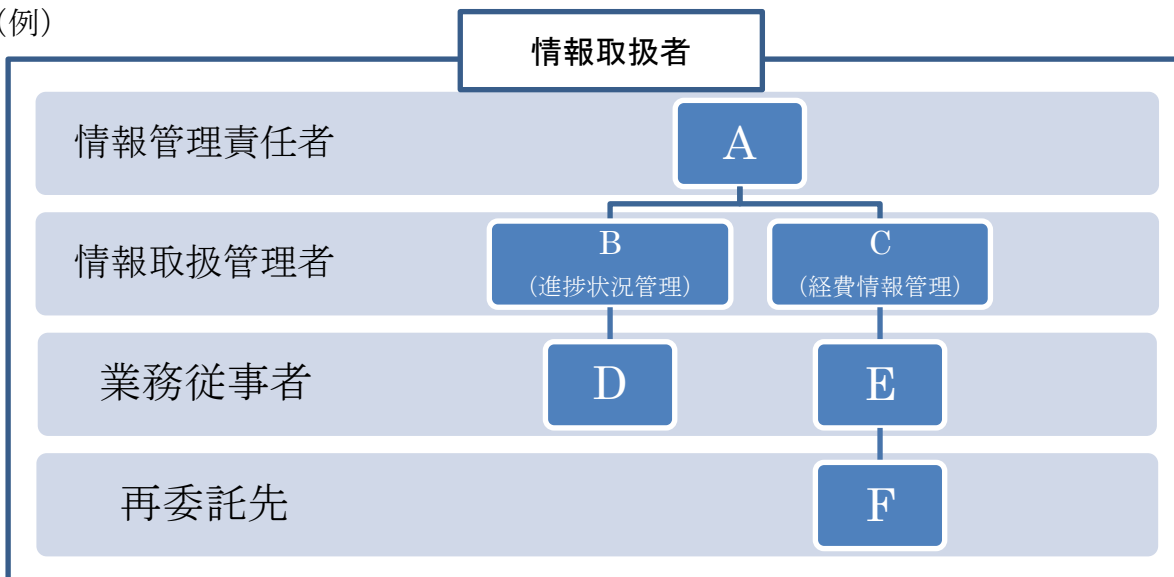 （例）
情報取扱者
情報管理責任者
A
情報取扱管理者
B
（進捗状況管理）
C
（経費情報管理）
業務従事者
D
E
再委託先
F